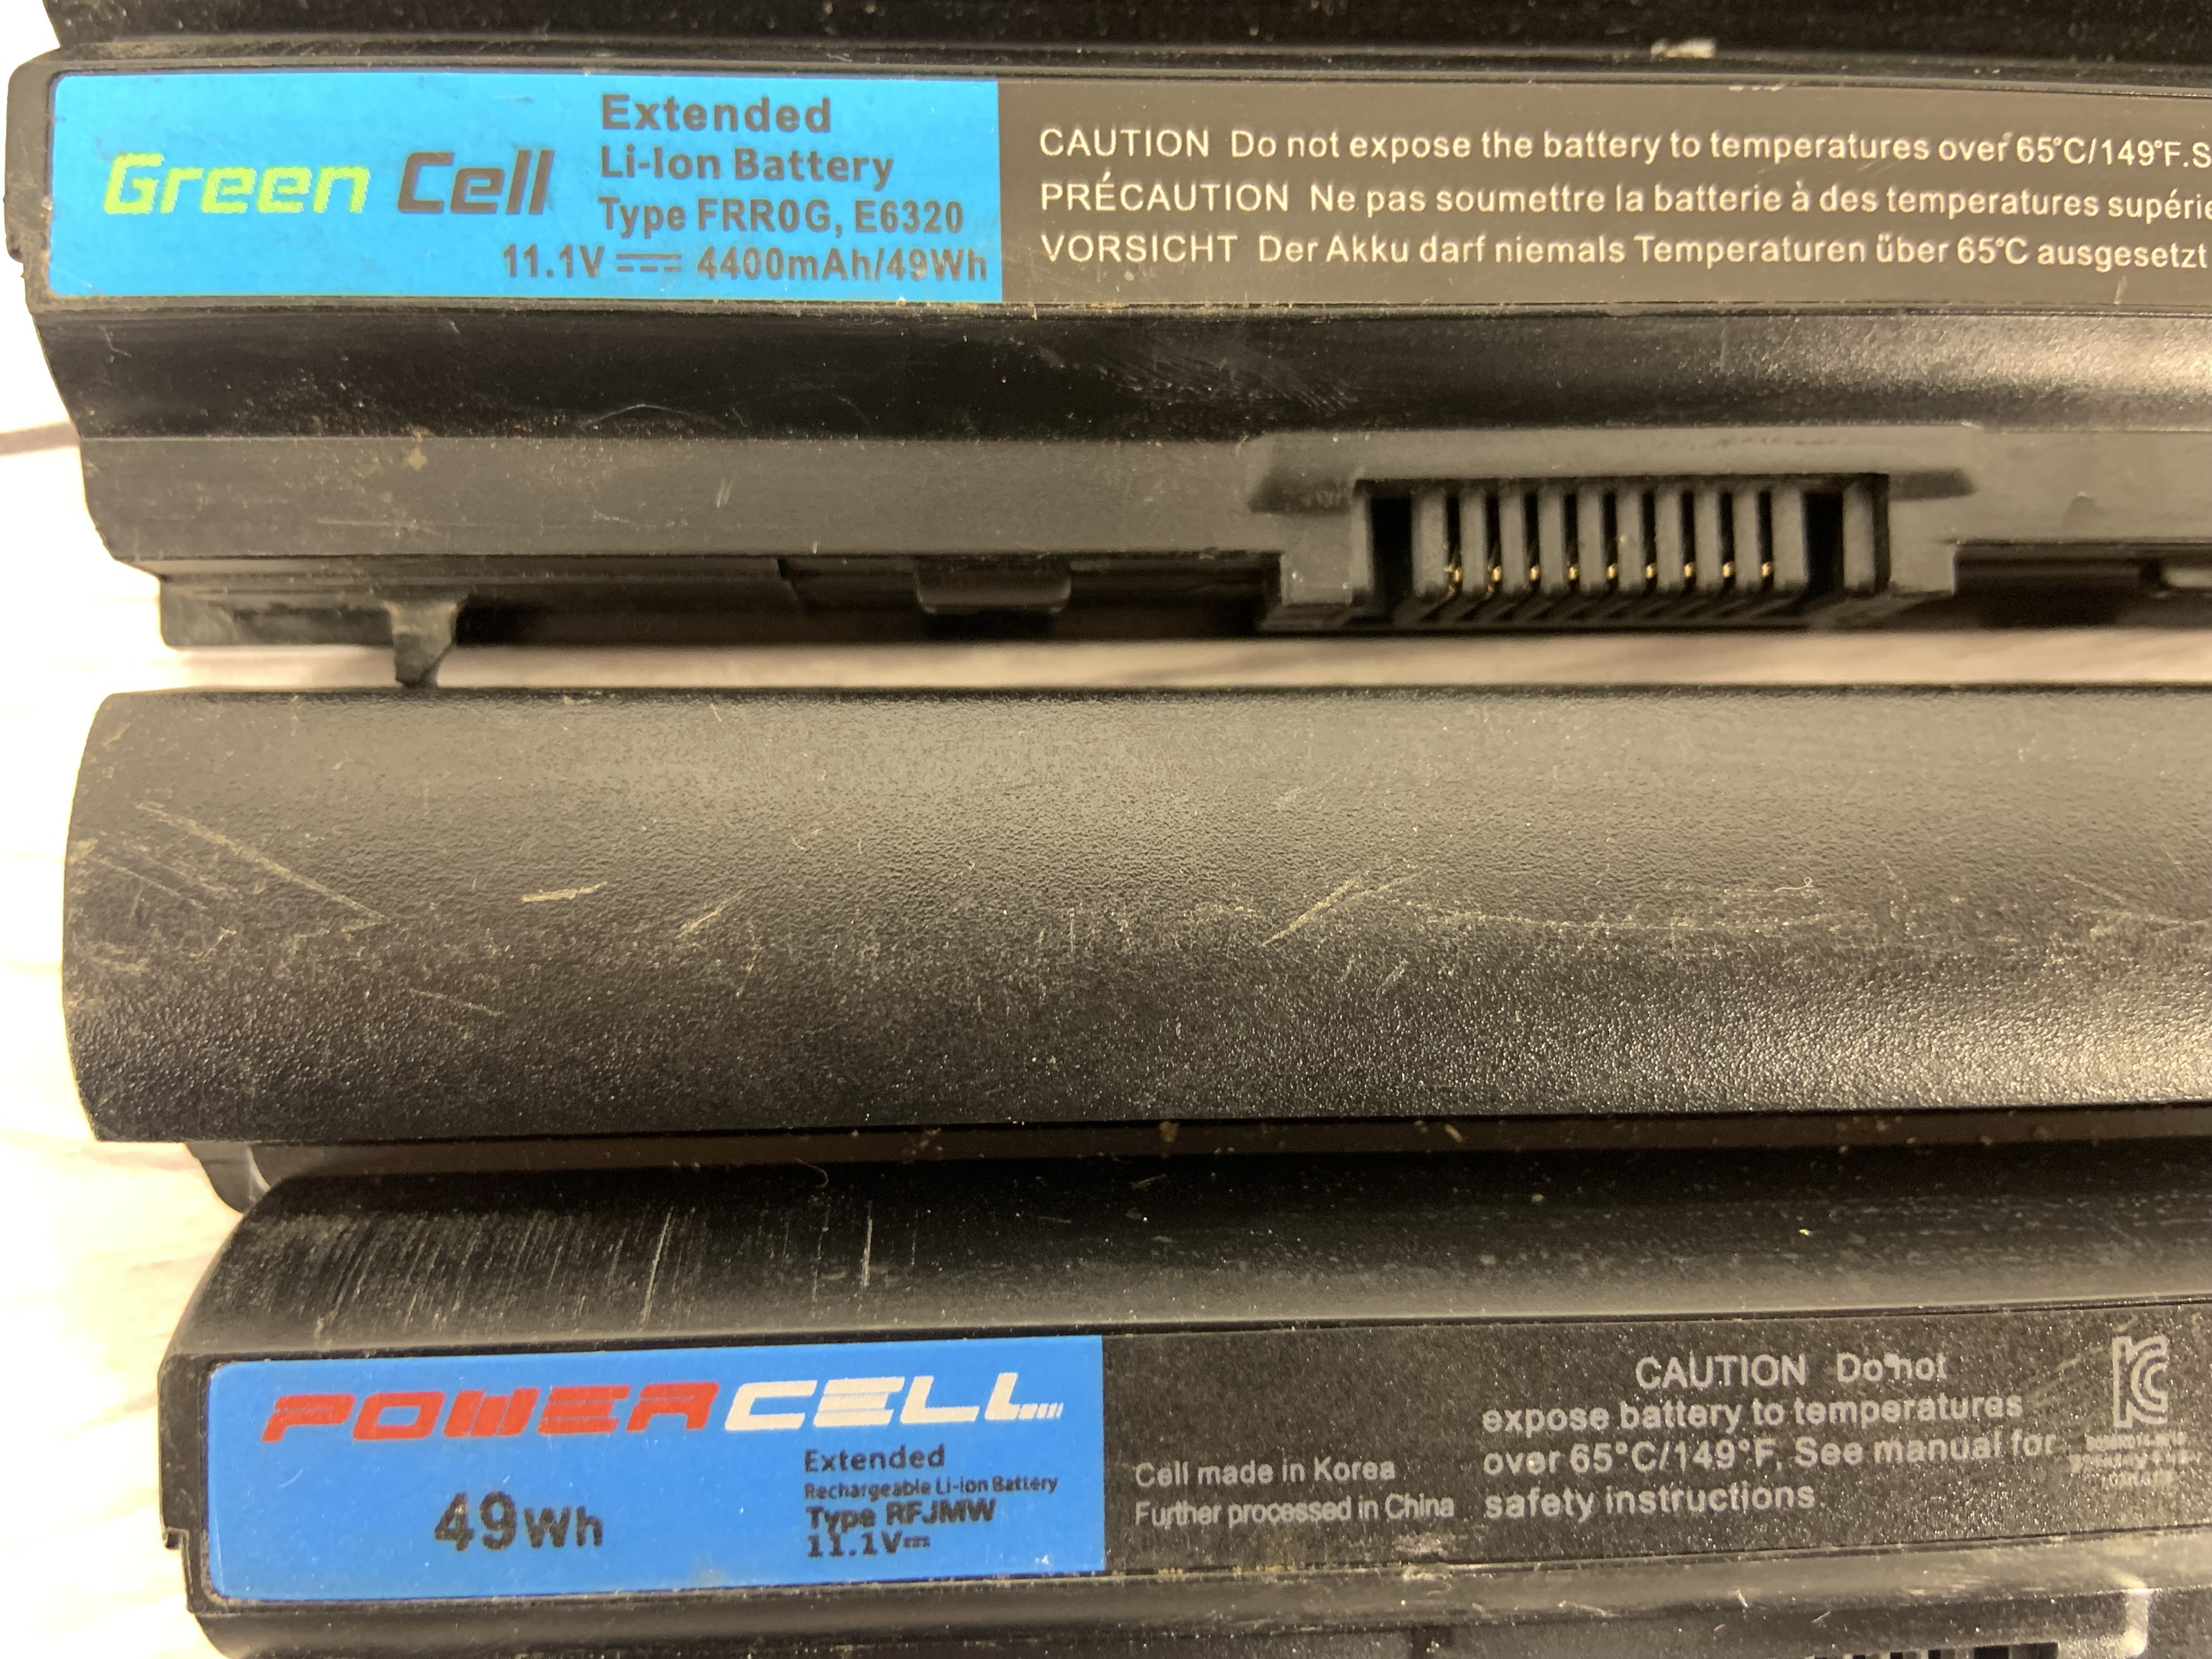 Green Cell
Extended
Li-Ion Battery
Type FRR0G, E6320
11.1V 4400mAh/49Wh
CAUTION Do not expose the battery to temperatures over 65°C/149°F.S
PRÉCAUTION Ne pas soumettre la batterie à des temperatures supérie
VORSICHT Der Akku darf niemals Temperaturen über 65°C ausgesetzt
POWERCELL
49Wh
Extended
Rechargeable Li-ion Battery
Type RFJMW
11.1V
Cell made in Korea
Further processed in China
CAUTION Do not
expose battery to temperatures
over 65°C/149°F, See manual for
safety instructions.